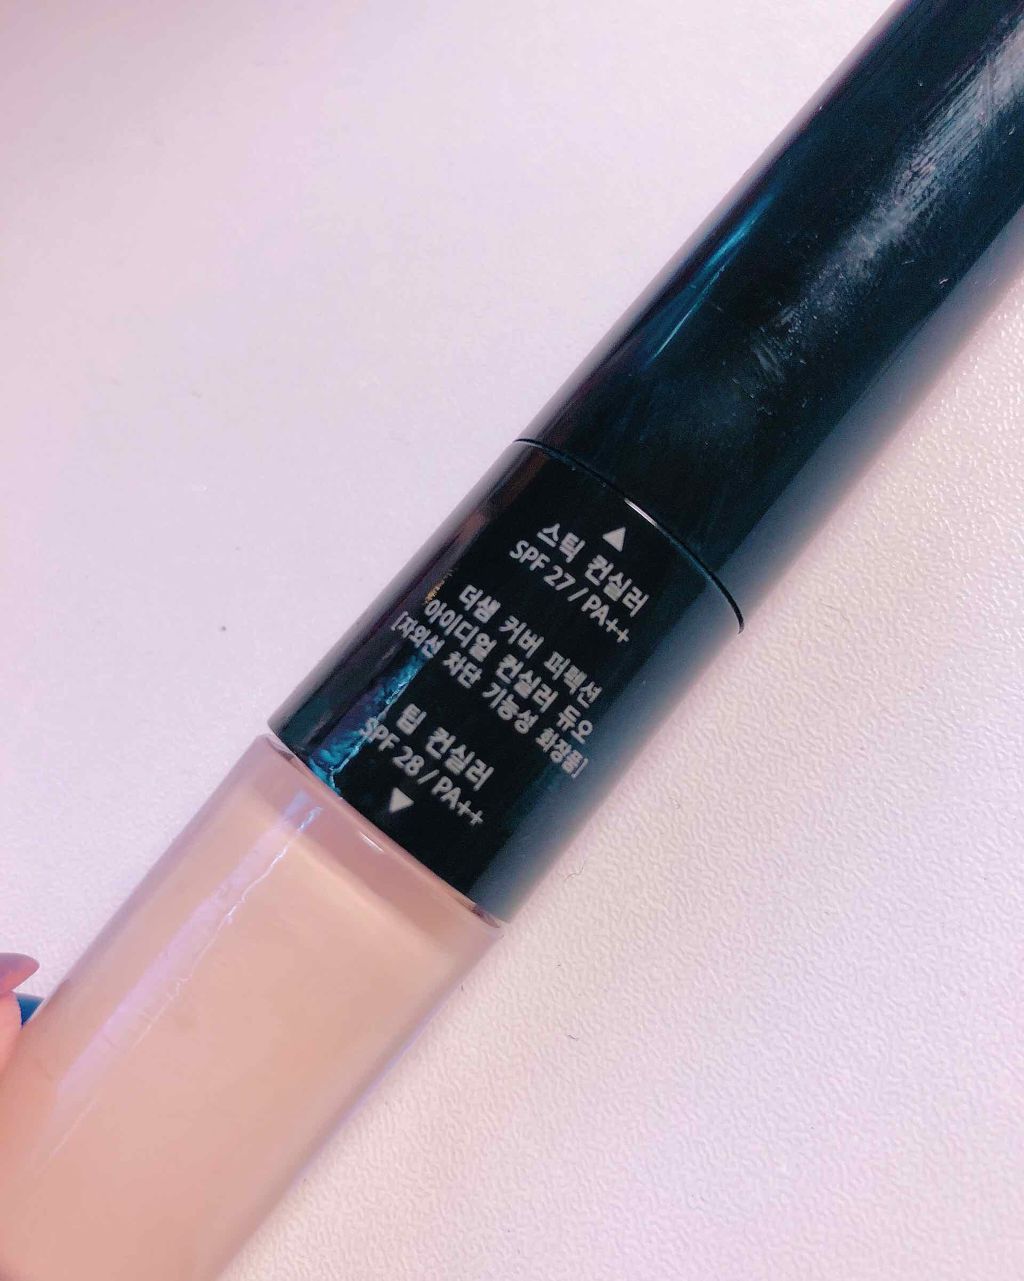 ▲
스틱 컨실러
SPF 27 / PA++
더샘 커버 퍼펙션
아이디얼 컨실러 듀오
[자외선 차단 기능성 화장품]
팁 컨실러
SPF 28 / PA++
▼